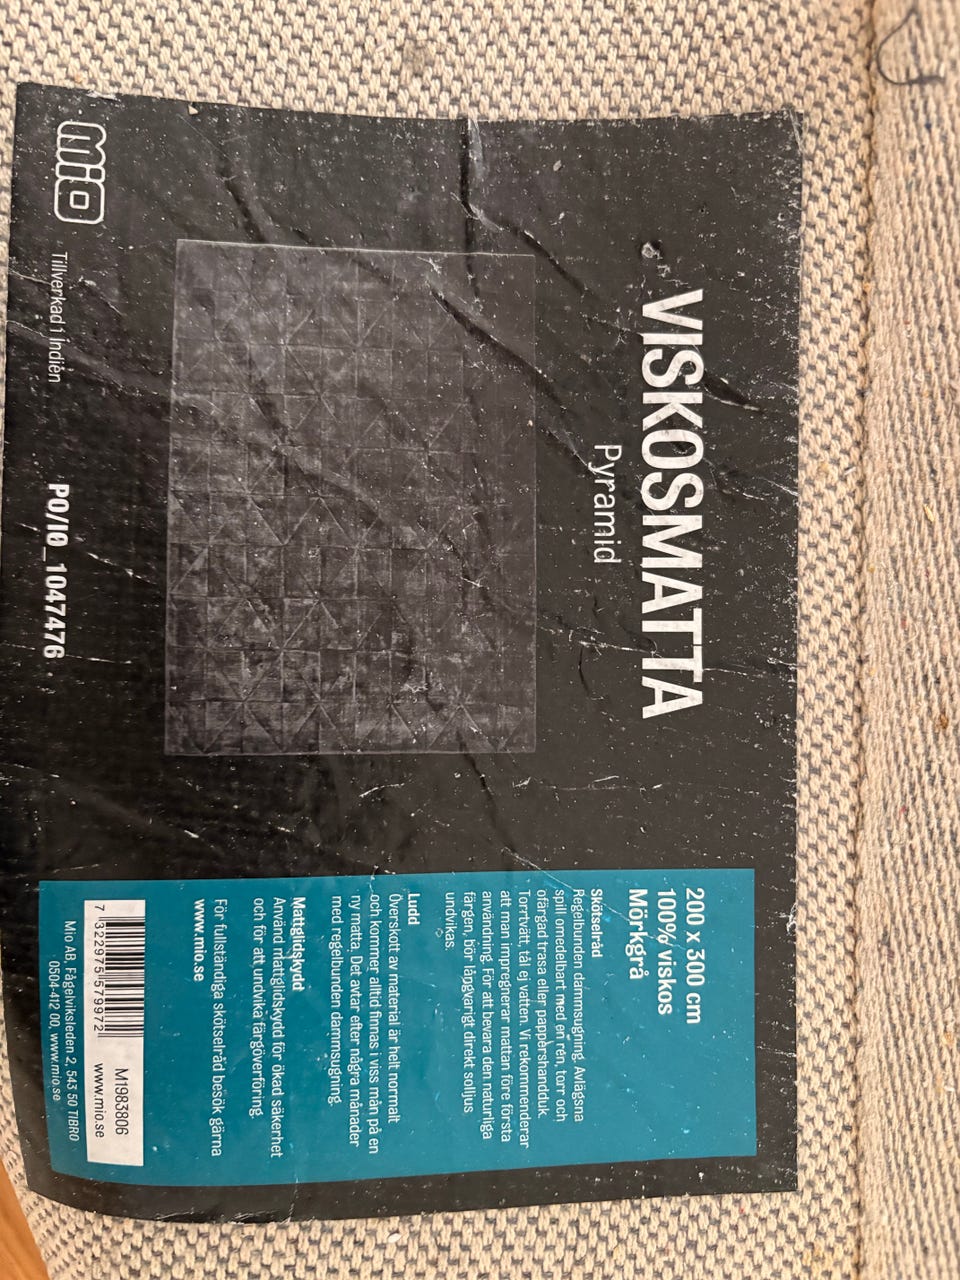 mio
Tillverkad i Indien
PO/IO_1047476
VISKOSMATTA
Pyramid
200 x 300 cm
100% viskos
Mörkgrå
Skötselråd
Regelbunden dammsugning. Avlägsna
spill omedelbart med en ren, torr och
ofärgad trasa eller pappershandduk.
Torrtvätt, tål ej vatten. Vi rekommenderar
att man impregnerar mattan före första
användning. För att bevara den naturliga
färgen, bör långvarigt direkt solljus
undvikas.
Ludd
Överskott av material är helt normalt
och kommer alltid finnas i viss mån på en
ny matta. Det avtar efter några månader
med regelbunden dammsugning.
Mattglidskydd
Använd mattglidskydd för ökad säkerhet
och för att undvika färgöverföring.
För fullständiga skötselråd besök gärna
www.mio.se
7 322975 579972
M1983806
www.mio.se
Mio AB, Fågelviksleden 2, 543 50 TIBRO
0504-412 00, www.mio.se